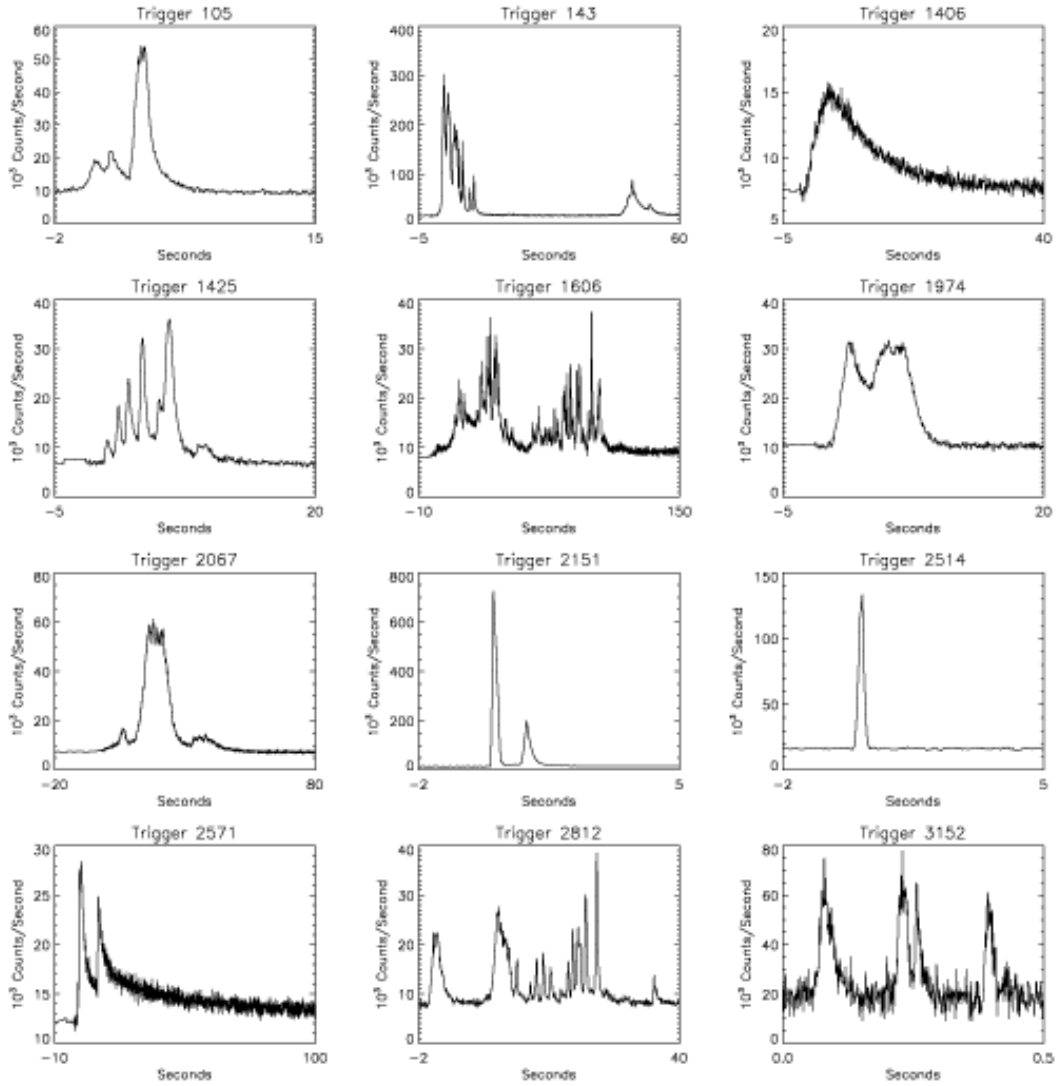 Trigger 105
60
50
40
30
20
10
0
10³ Counts/Second
-2
15
Seconds
Trigger 143
400
300
200
100
0
10³ Counts/Second
-5
60
Seconds
Trigger 1406
20
15
10
5
10³ Counts/Second
-5
40
Seconds
Trigger 1425
40
30
20
10
0
10³ Counts/Second
-5
20
Seconds
Trigger 1606
40
30
20
10
0
10³ Counts/Second
-10
150
Seconds
Trigger 1974
40
30
20
10
0
10³ Counts/Second
-5
20
Seconds
Trigger 2067
80
60
40
20
0
10³ Counts/Second
-20
80
Seconds
Trigger 2151
800
600
400
200
0
10³ Counts/Second
-2
5
Seconds
Trigger 2514
150
100
50
0
10³ Counts/Second
-2
5
Seconds
Trigger 2571
30
25
20
15
10
10³ Counts/Second
-10
100
Seconds
Trigger 2812
40
30
20
10
0
10³ Counts/Second
-2
40
Seconds
Trigger 3152
80
60
40
20
0
10³ Counts/Second
0.0
0.5
Seconds